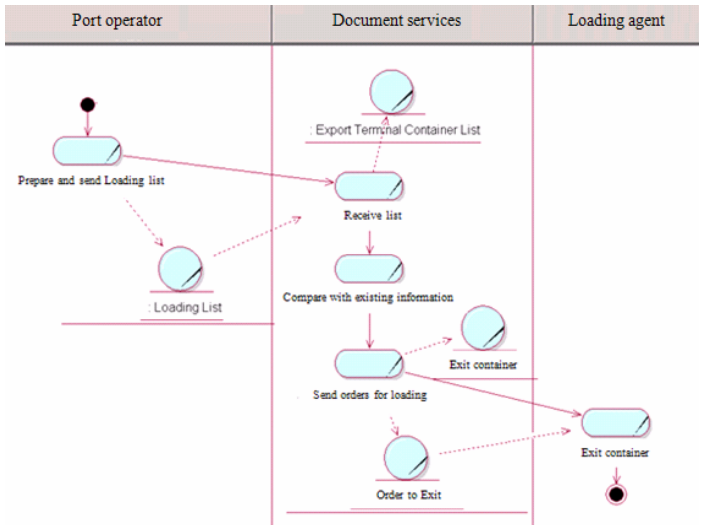 Port operator
Document services
Loading agent
: Export Terminal Container List
Prepare and send Loading list
Receive list
: Loading List
Compare with existing information
Exit container
Send orders for loading
Exit container
Order to Exit